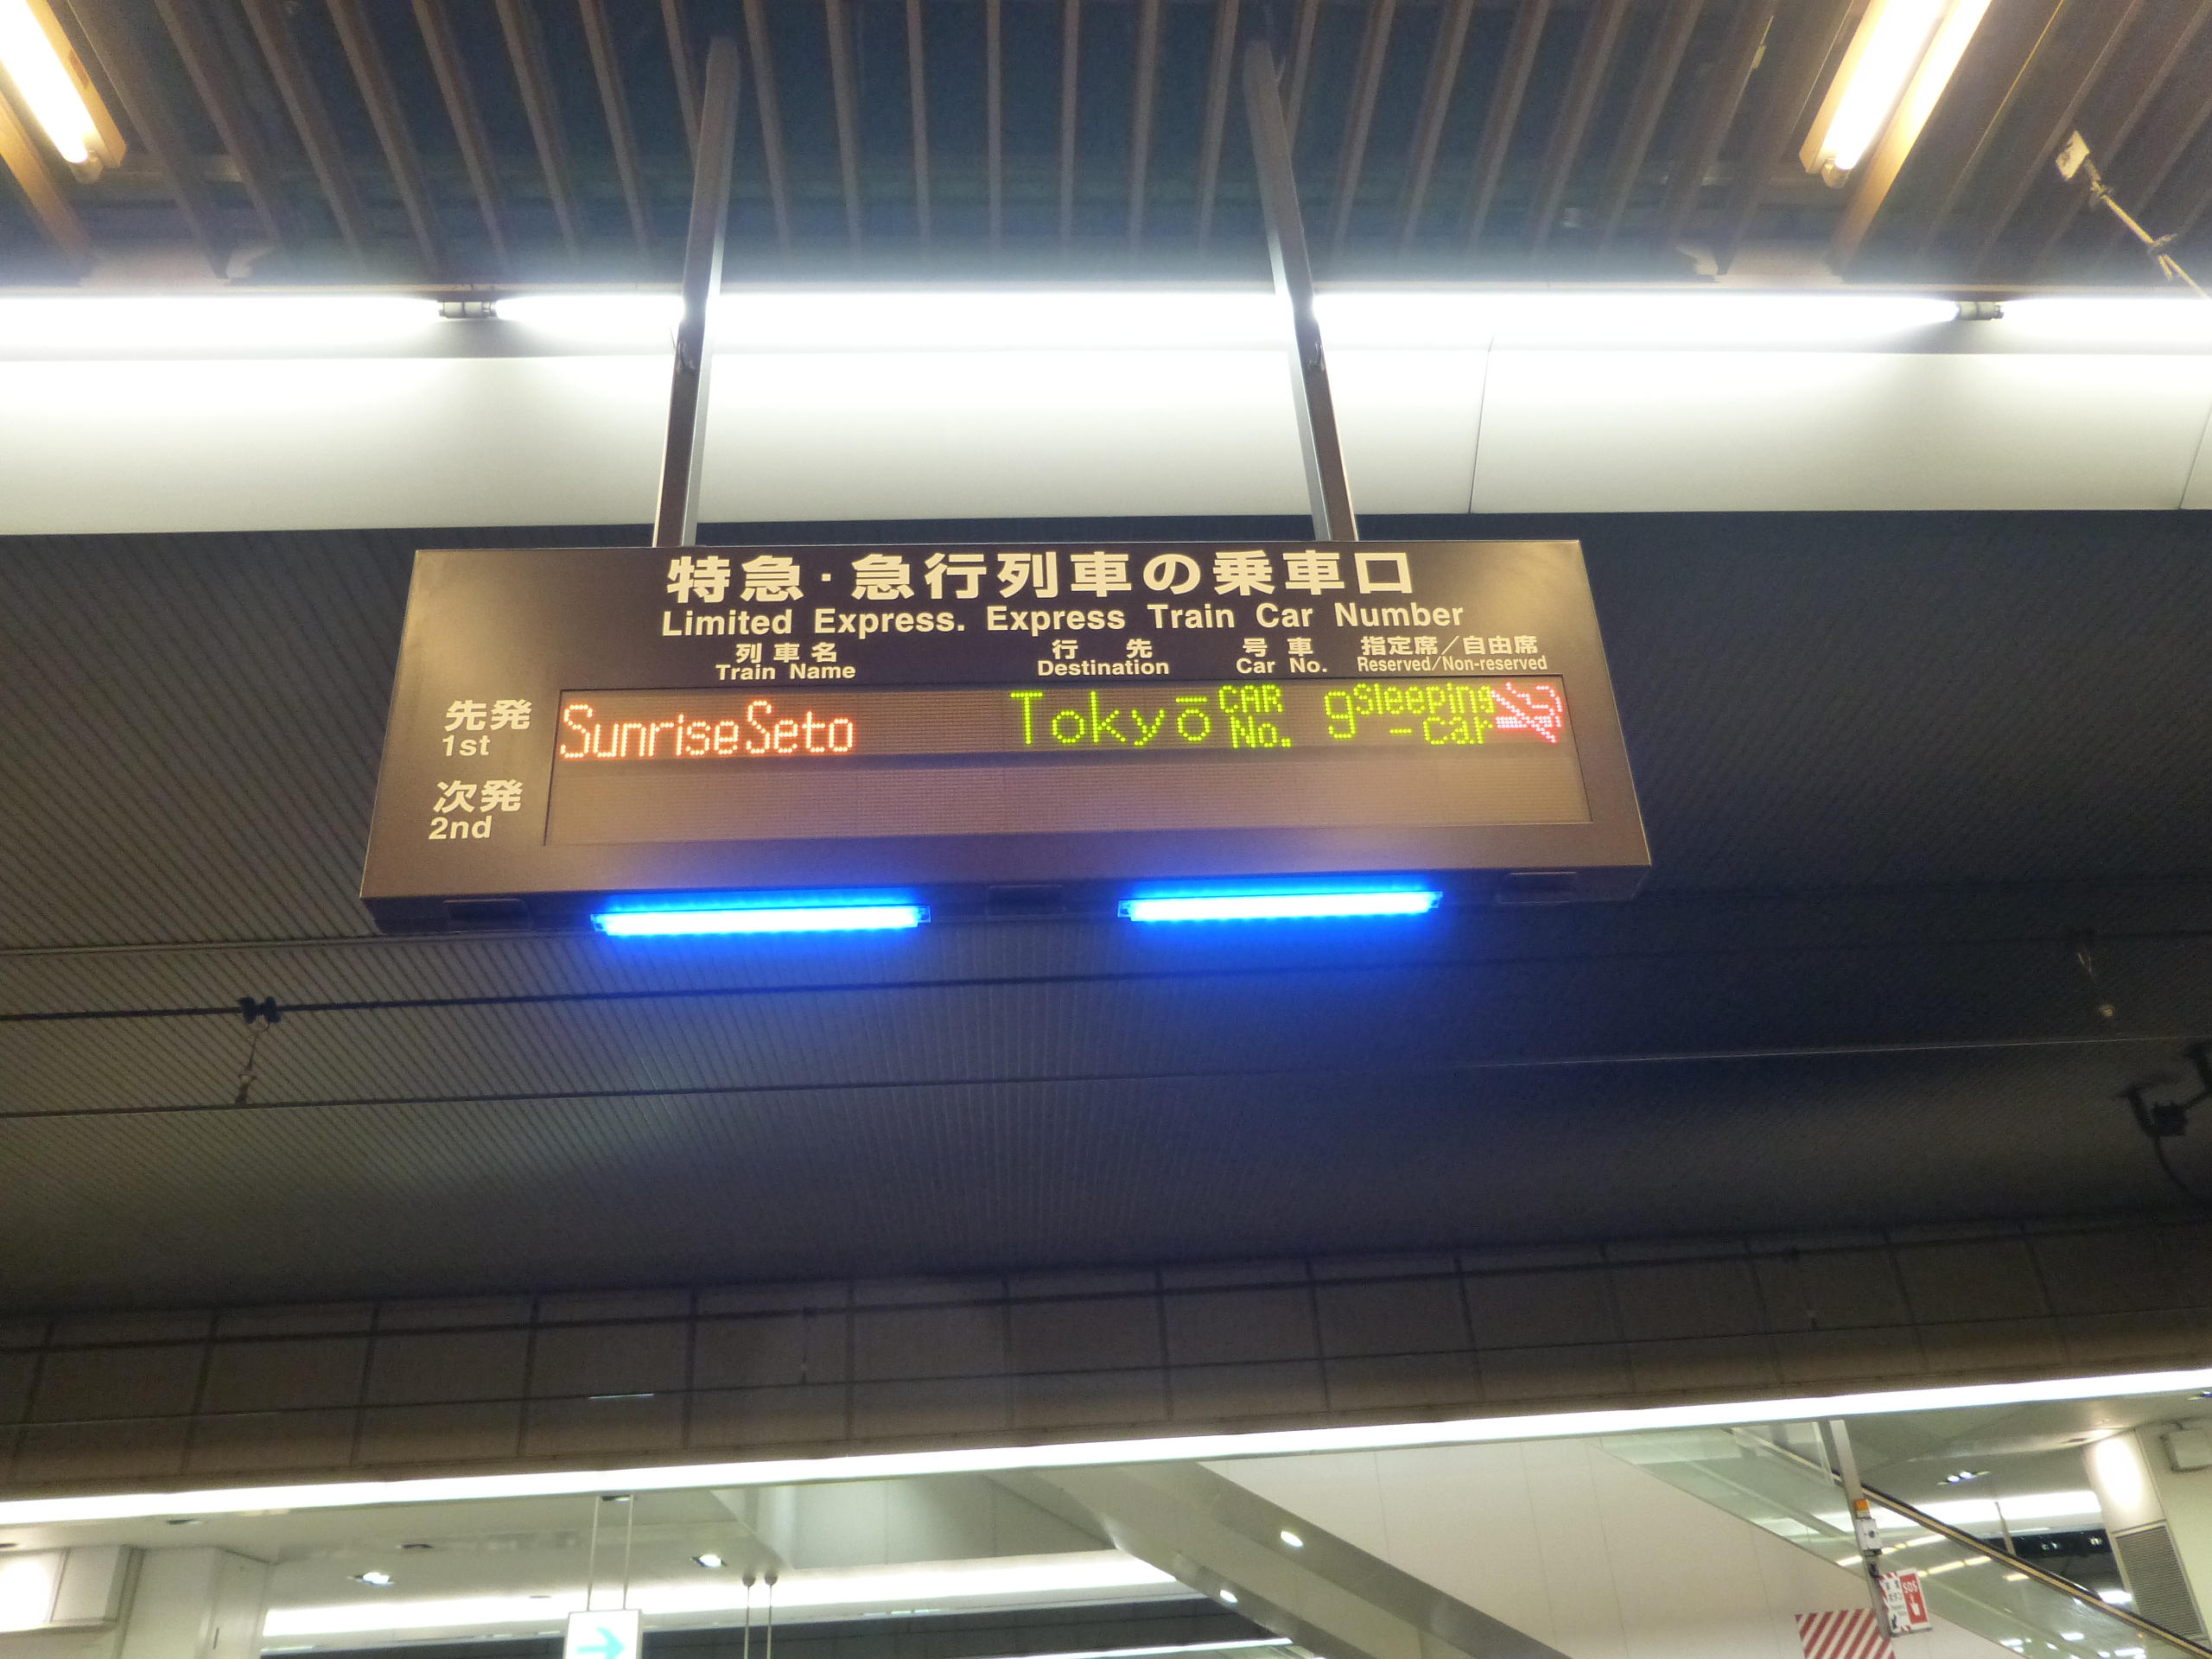 特急・急行列車の乗車口
Limited Express. Express Train Car Number
列車名 行先 号車 指定席／自由席
Train Name Destination Car No. Reserved/Non-reserved
先発
1st
SunriseSeto Tokyō CAR No. 9 Sleeping-car
次発
2nd
SOS